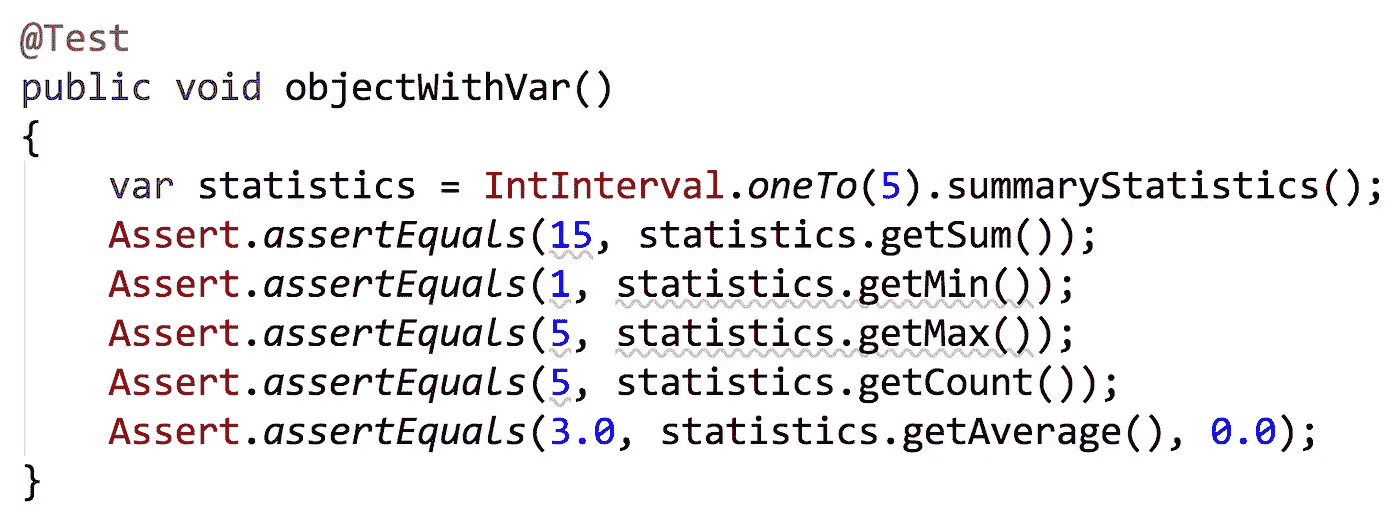 @Test
public void objectWithVar()
{
    var statistics = IntInterval.oneTo(5).summaryStatistics();
    Assert.assertEquals(15, statistics.getSum());
    Assert.assertEquals(1, statistics.getMin());
    Assert.assertEquals(5, statistics.getMax());
    Assert.assertEquals(5, statistics.getCount());
    Assert.assertEquals(3.0, statistics.getAverage(), 0.0);
}